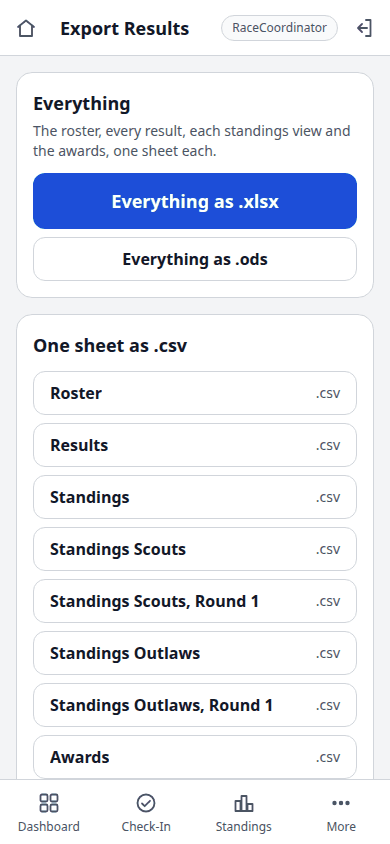 Export Results
RaceCoordinator
Everything
The roster, every result, each standings view and
the awards, one sheet each.
Everything as .xlsx
Everything as .ods
One sheet as .csv
Roster .csv
Results .csv
Standings .csv
Standings Scouts .csv
Standings Scouts, Round 1 .csv
Standings Outlaws .csv
Standings Outlaws, Round 1 .csv
Awards .csv
Dashboard
Check-In
Standings
More